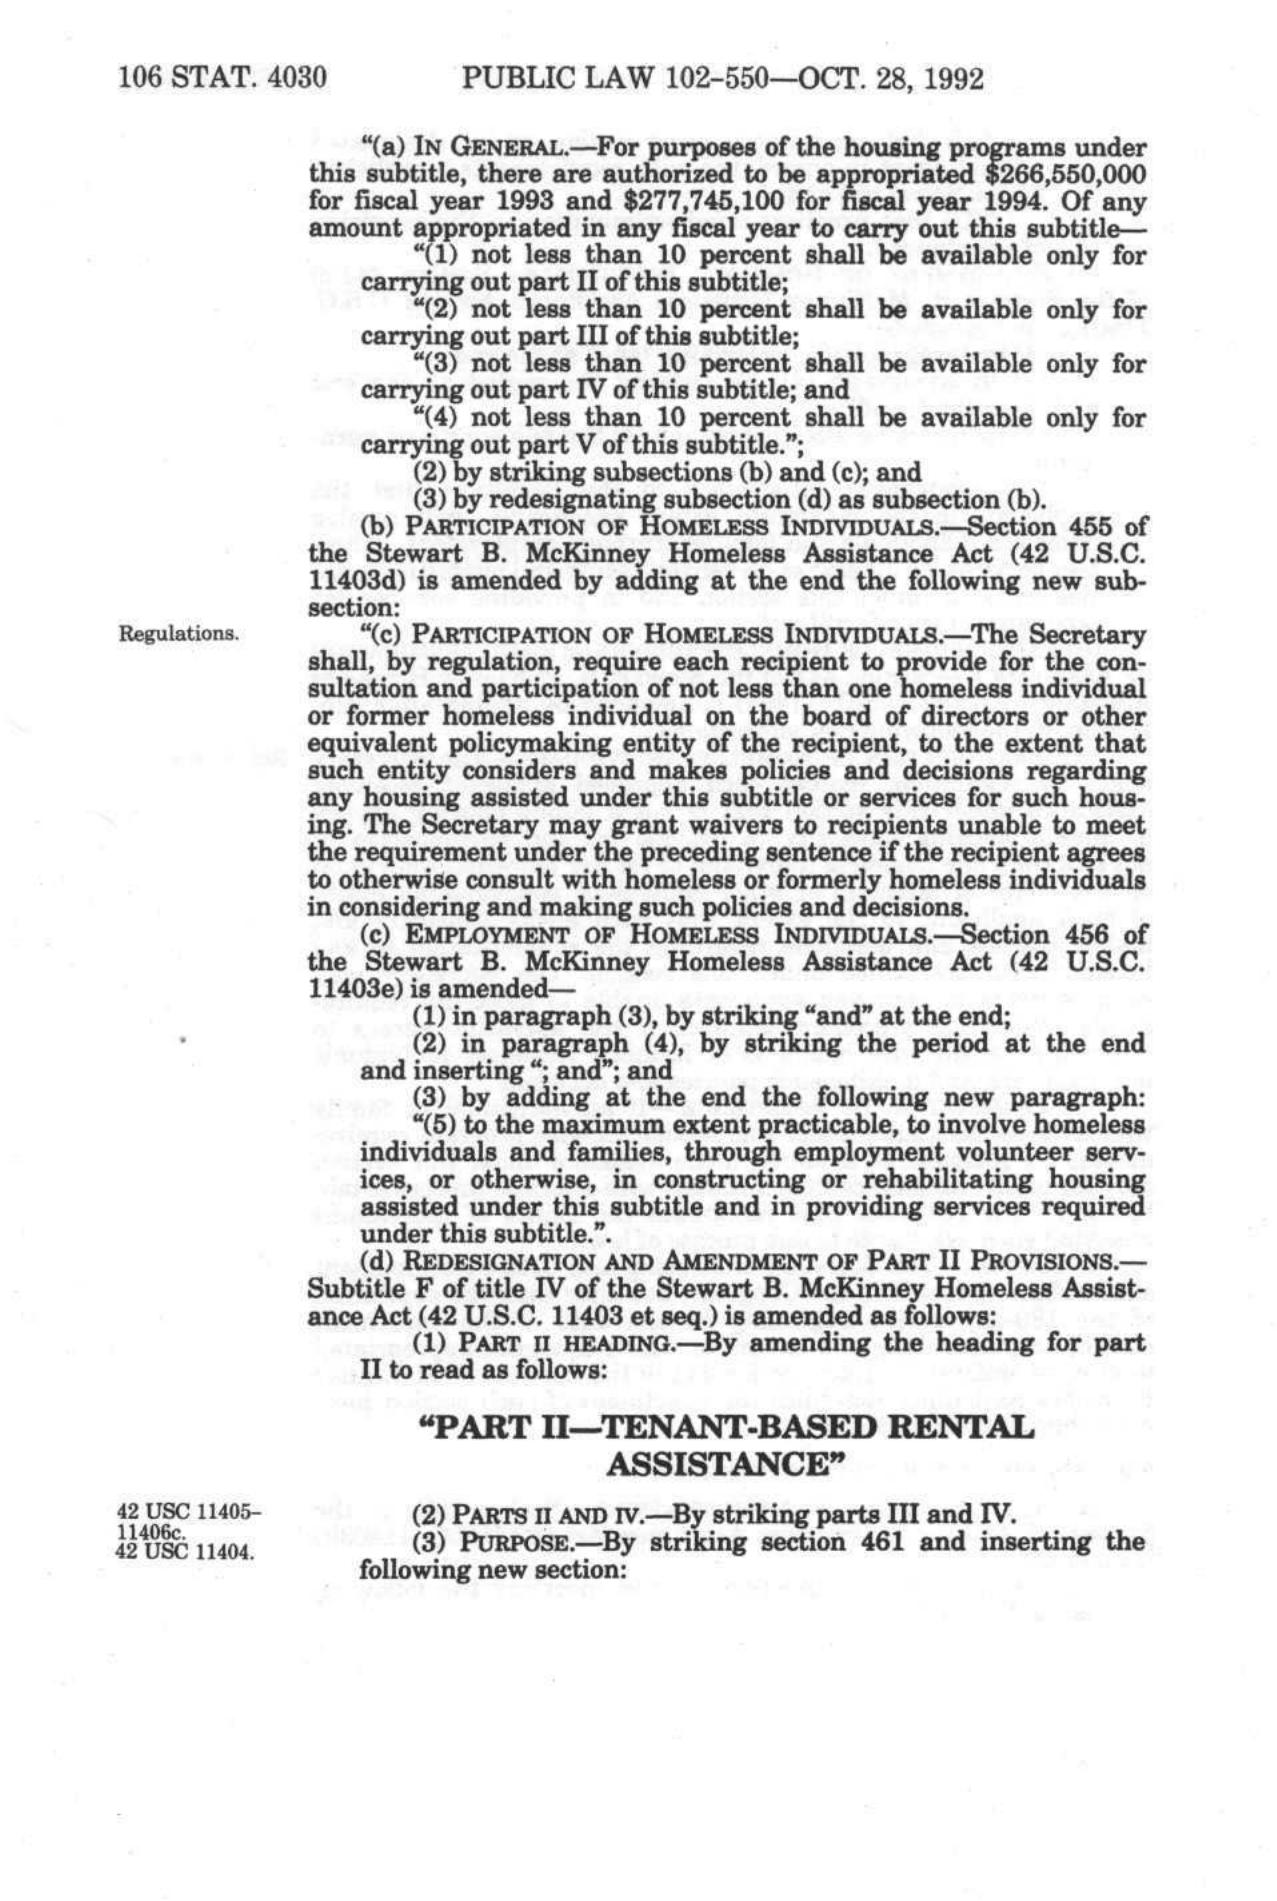 106 STAT. 4030 PUBLIC LAW 102–550—OCT. 28, 1992
“(a) IN GENERAL.—For purposes of the housing programs under
this subtitle, there are authorized to be appropriated $266,550,000
for fiscal year 1993 and $277,745,100 for fiscal year 1994. Of any
amount appropriated in any fiscal year to carry out this subtitle—
“(1) not less than 10 percent shall be available only for
carrying out part II of this subtitle;
“(2) not less than 10 percent shall be available only for
carrying out part III of this subtitle;
“(3) not less than 10 percent shall be available only for
carrying out part IV of this subtitle; and
“(4) not less than 10 percent shall be available only for
carrying out part V of this subtitle.”;
(2) by striking subsections (b) and (c); and
(3) by redesignating subsection (d) as subsection (b).
(b) PARTICIPATION OF HOMELESS INDIVIDUALS.—Section 455 of
the Stewart B. McKinney Homeless Assistance Act (42 U.S.C.
11403d) is amended by adding at the end the following new sub-
section:
Regulations.
“(c) PARTICIPATION OF HOMELESS INDIVIDUALS.—The Secretary
shall, by regulation, require each recipient to provide for the con-
sultation and participation of not less than one homeless individual
or former homeless individual on the board of directors or other
equivalent policymaking entity of the recipient, to the extent that
such entity considers and makes policies and decisions regarding
any housing assisted under this subtitle or services for such hous-
ing. The Secretary may grant waivers to recipients unable to meet
the requirement under the preceding sentence if the recipient agrees
to otherwise consult with homeless or formerly homeless individuals
in considering and making such policies and decisions.
(c) EMPLOYMENT OF HOMELESS INDIVIDUALS.—Section 456 of
the Stewart B. McKinney Homeless Assistance Act (42 U.S.C.
11403e) is amended—
(1) in paragraph (3), by striking “and” at the end;
(2) in paragraph (4), by striking the period at the end
and inserting “; and”; and
(3) by adding at the end the following new paragraph:
“(5) to the maximum extent practicable, to involve homeless
individuals and families, through employment volunteer serv-
ices, or otherwise, in constructing or rehabilitating housing
assisted under this subtitle and in providing services required
under this subtitle.”.
(d) REDESIGNATION AND AMENDMENT OF PART II PROVISIONS.—
Subtitle F of title IV of the Stewart B. McKinney Homeless Assist-
ance Act (42 U.S.C. 11403 et seq.) is amended as follows:
(1) PART II HEADING.—By amending the heading for part
II to read as follows:
“PART II—TENANT-BASED RENTAL
ASSISTANCE”
42 USC 11405–
11406c.
42 USC 11404.
(2) PARTS II AND IV.—By striking parts III and IV.
(3) PURPOSE.—By striking section 461 and inserting the
following new section: